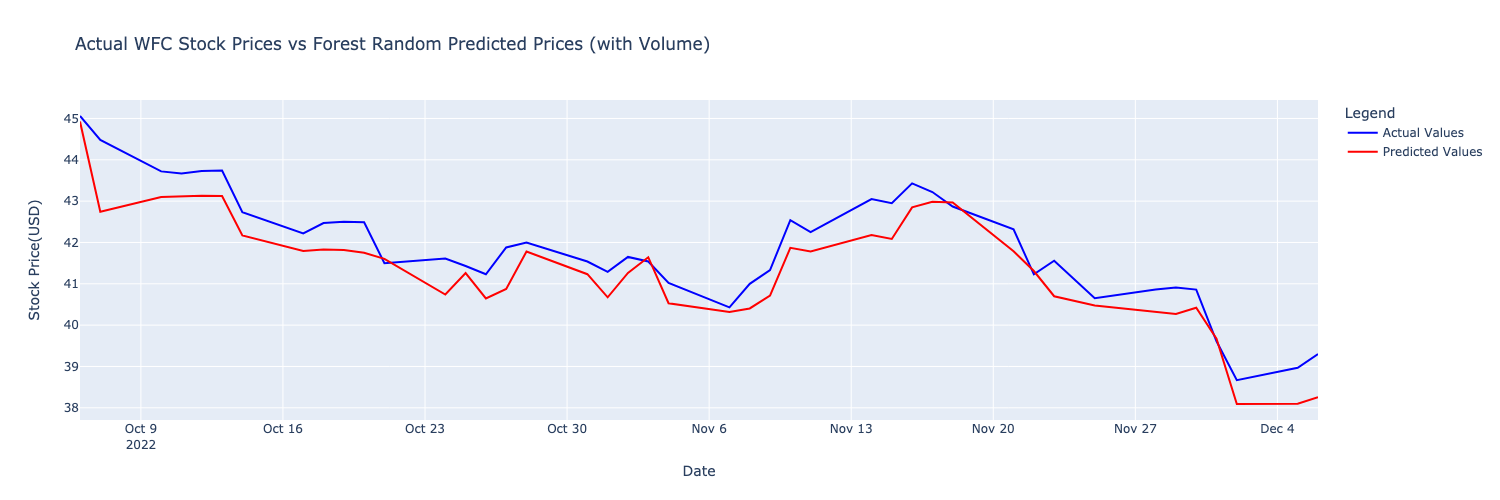 Actual WFC Stock Prices vs Forest Random Predicted Prices (with Volume)
Legend
Actual Values
Predicted Values
Stock Price(USD)
45
44
43
42
41
40
39
38
Oct 9
2022
Oct 16
Oct 23
Oct 30
Nov 6
Nov 13
Nov 20
Nov 27
Dec 4
Date